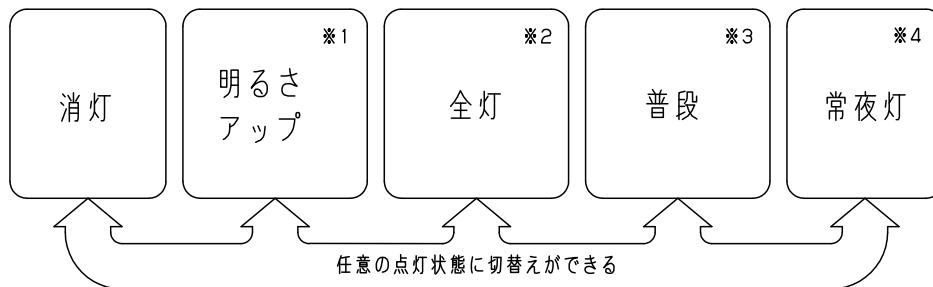 消灯
※1
明るさ
アップ
※2
全灯
※3
普段
※4
常夜灯
任意の点灯状態に切替えができる